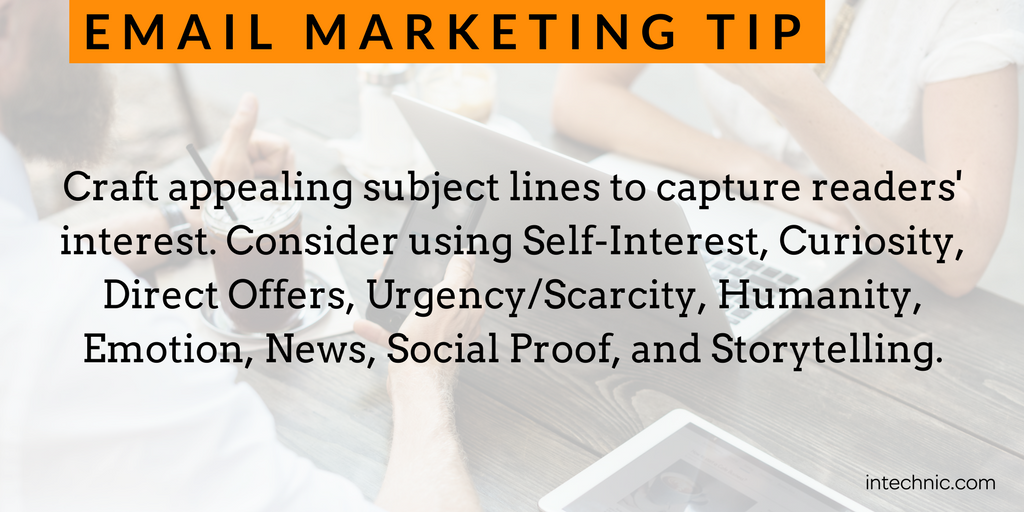 EMAIL MARKETING TIP
Craft appealing subject lines to capture readers'
interest. Consider using Self-Interest, Curiosity,
Direct Offers, Urgency/Scarcity, Humanity,
Emotion, News, Social Proof, and Storytelling.
intechnic.com